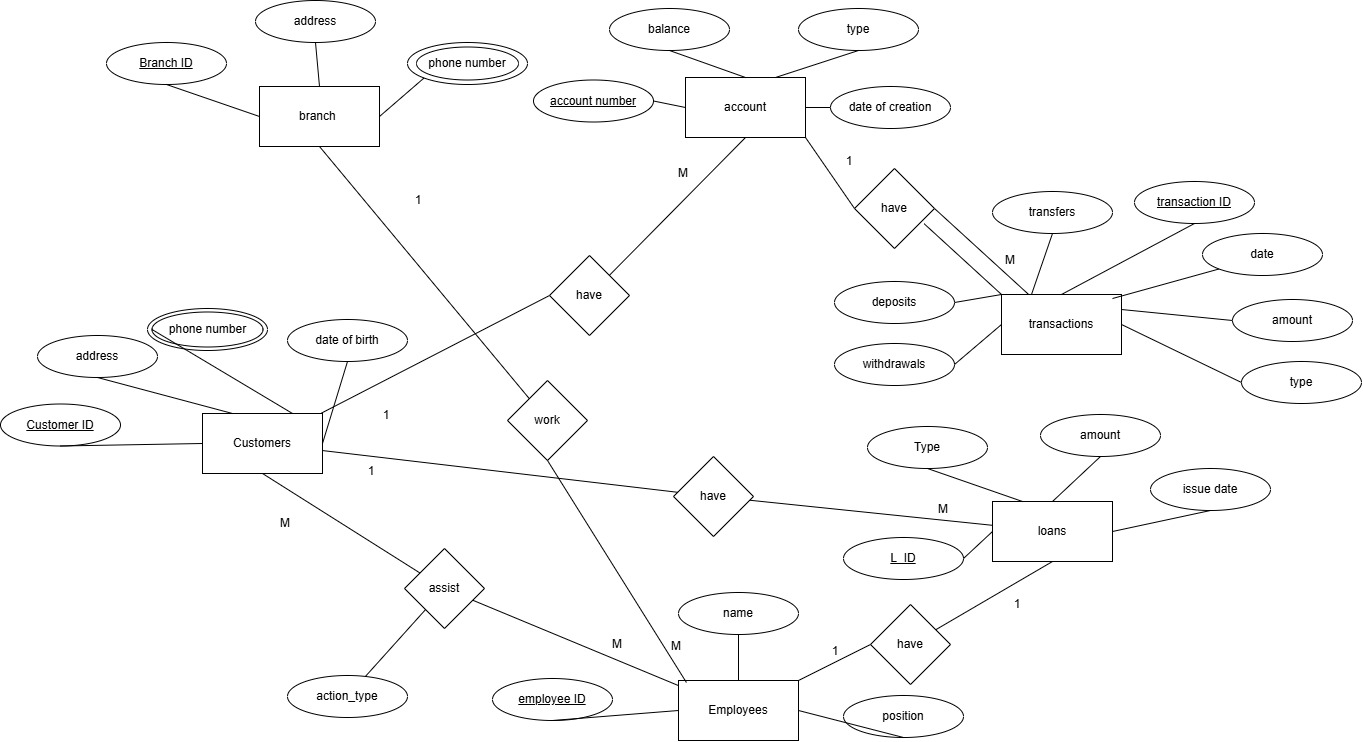 address
balance
type
Branch ID
phone number
account number
account
date of creation
branch
1
M
1
have
transfers
transaction ID
M
date
have
deposits
transactions
amount
phone number
date of birth
address
withdrawals
type
Customer ID
1
work
Customers
Type
amount
1
have
issue date
M
M
loans
L_ID
assist
name
1
M
M
1
have
action_type
employee ID
Employees
position